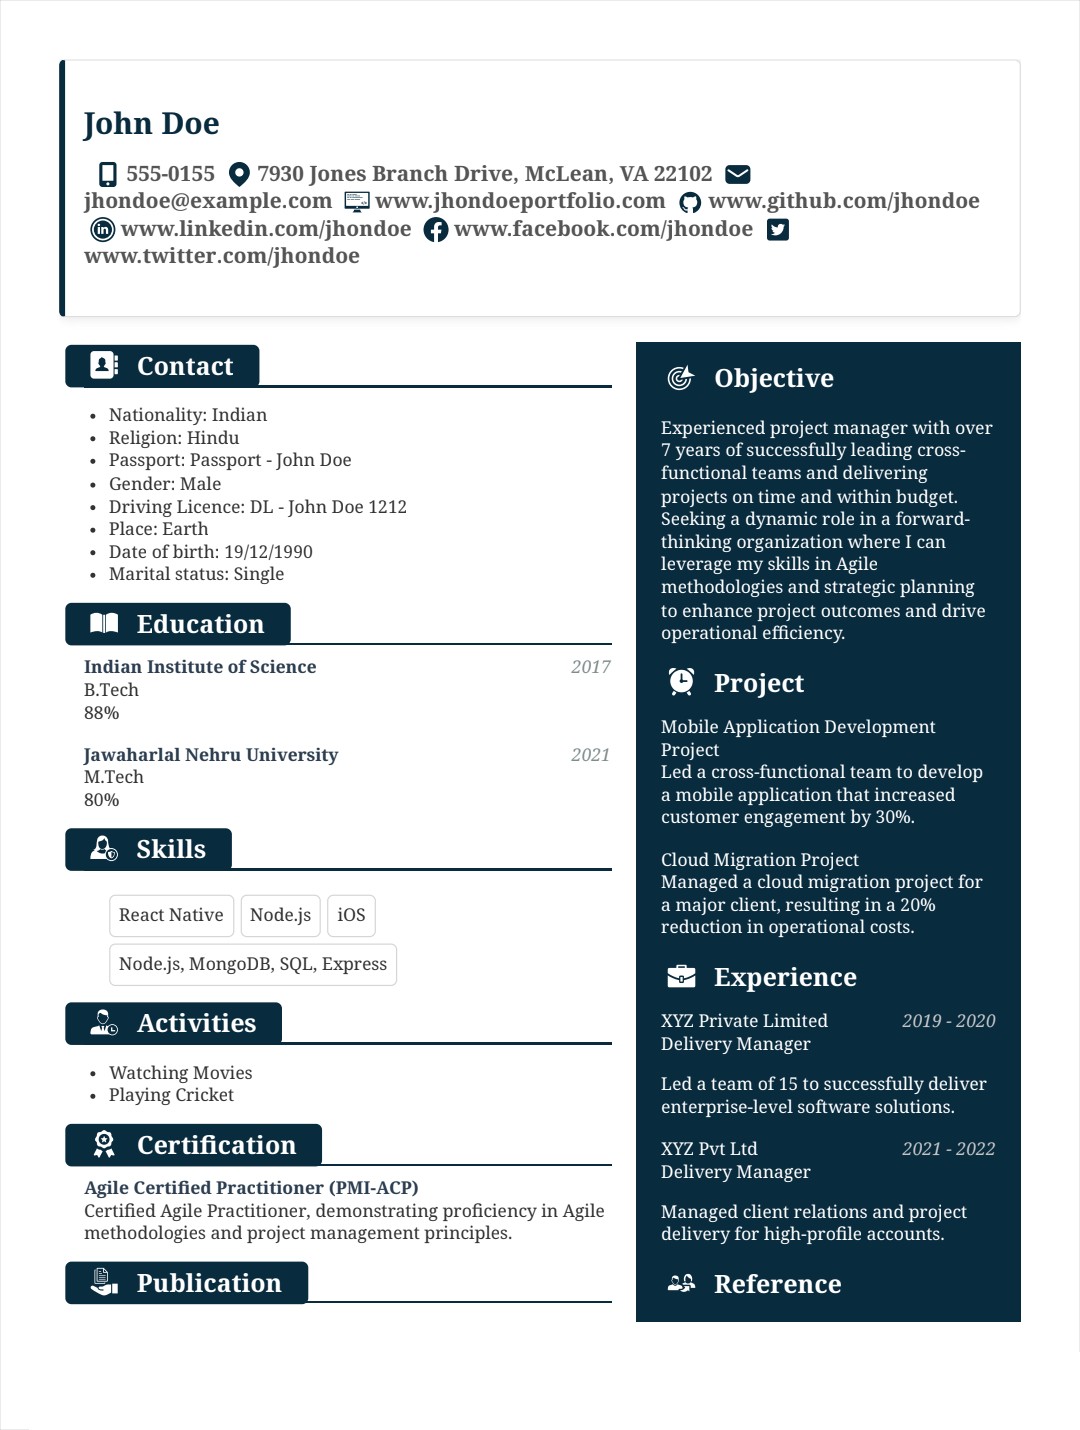 John Doe
555-0155 7930 Jones Branch Drive, McLean, VA 22102
jhondoe@example.com www.jhondoeportfolio.com www.github.com/jhondoe
www.linkedin.com/jhondoe www.facebook.com/jhondoe
www.twitter.com/jhondoe
Contact
• Nationality: Indian
• Religion: Hindu
• Passport: Passport - John Doe
• Gender: Male
• Driving Licence: DL - John Doe 1212
• Place: Earth
• Date of birth: 19/12/1990
• Marital status: Single
Education
Indian Institute of Science 2017
B.Tech
88%
Jawaharlal Nehru University 2021
M.Tech
80%
Skills
React Native Node.js iOS
Node.js, MongoDB, SQL, Express
Activities
• Watching Movies
• Playing Cricket
Certification
Agile Certified Practitioner (PMI-ACP)
Certified Agile Practitioner, demonstrating proficiency in Agile
methodologies and project management principles.
Publication
Objective
Experienced project manager with over
7 years of successfully leading cross-
functional teams and delivering
projects on time and within budget.
Seeking a dynamic role in a forward-
thinking organization where I can
leverage my skills in Agile
methodologies and strategic planning
to enhance project outcomes and drive
operational efficiency.
Project
Mobile Application Development
Project
Led a cross-functional team to develop
a mobile application that increased
customer engagement by 30%.
Cloud Migration Project
Managed a cloud migration project for
a major client, resulting in a 20%
reduction in operational costs.
Experience
XYZ Private Limited 2019 - 2020
Delivery Manager
Led a team of 15 to successfully deliver
enterprise-level software solutions.
XYZ Pvt Ltd 2021 - 2022
Delivery Manager
Managed client relations and project
delivery for high-profile accounts.
Reference